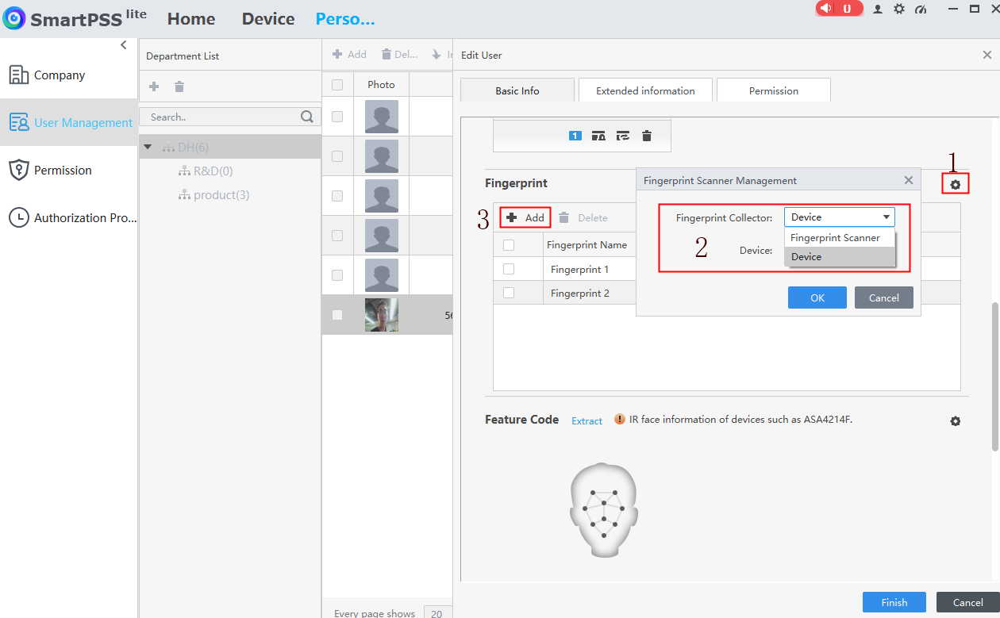 SmartPSS lite Home Device Perso... 0
Company
User Management
Permission
Authorization Pro...
Department List
Search..
DH(6)
R&D(0)
product(3)
Add Del... In
Photo
56
Every page shows 20
Edit User
Basic Info Extended information Permission
1
Fingerprint
1
3 Add Delete
Fingerprint Name
Fingerprint 1
Fingerprint 2
Fingerprint Scanner Management
Fingerprint Collector: Device
Fingerprint Scanner
2 Device: Device
OK Cancel
Feature Code Extract IR face information of devices such as ASA4214F.
Finish Cancel